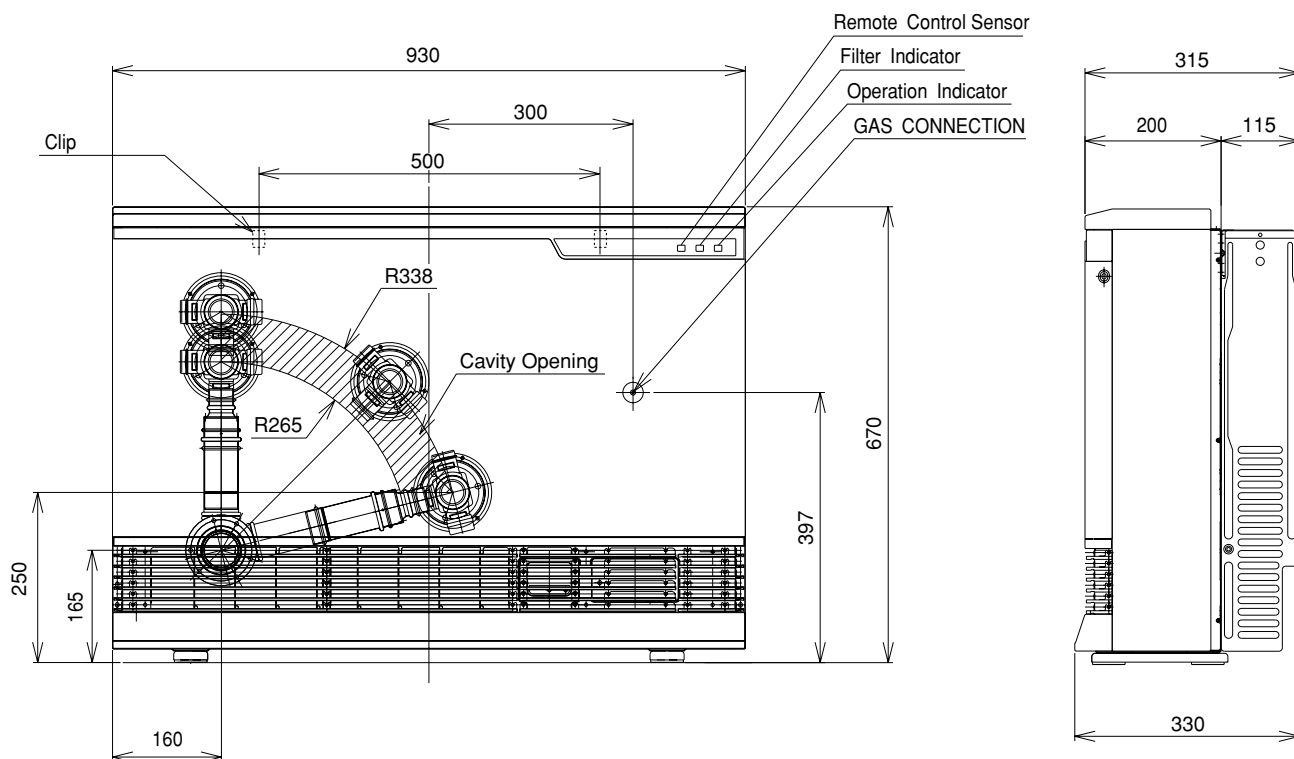 Remote Control Sensor
930
Filter Indicator
315
Operation Indicator
300
GAS CONNECTION
200
115
Clip
500
R338
Cavity Opening
R265
670
397
250
165
160
330